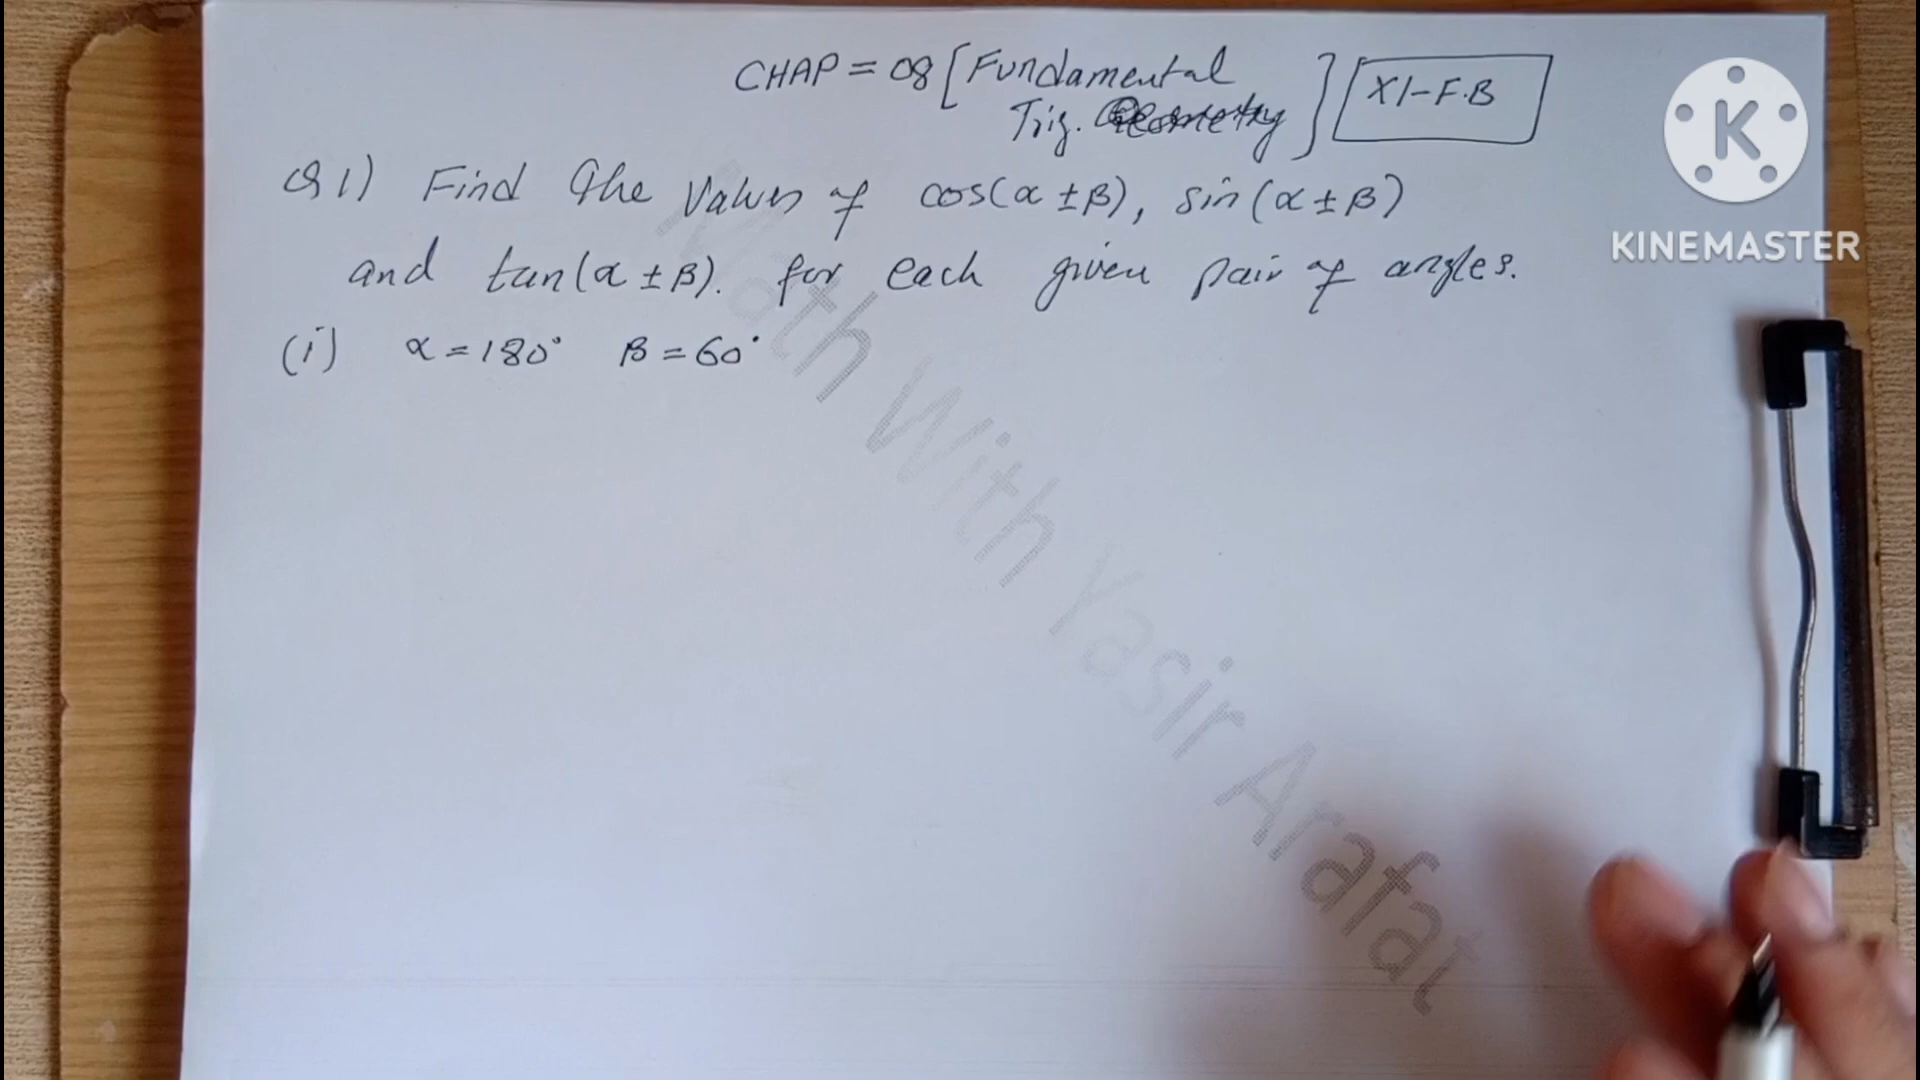 CHAP = 08 [Fundamental
Trig. Geometry] XI-F.B
K
KINEMASTER
Q1) Find the values of cos(α ± β), sin(α ± β)
and tan(α ± β). for each given pair of angles.
(i) α = 180° β = 60°
Math With Yasir Arafat